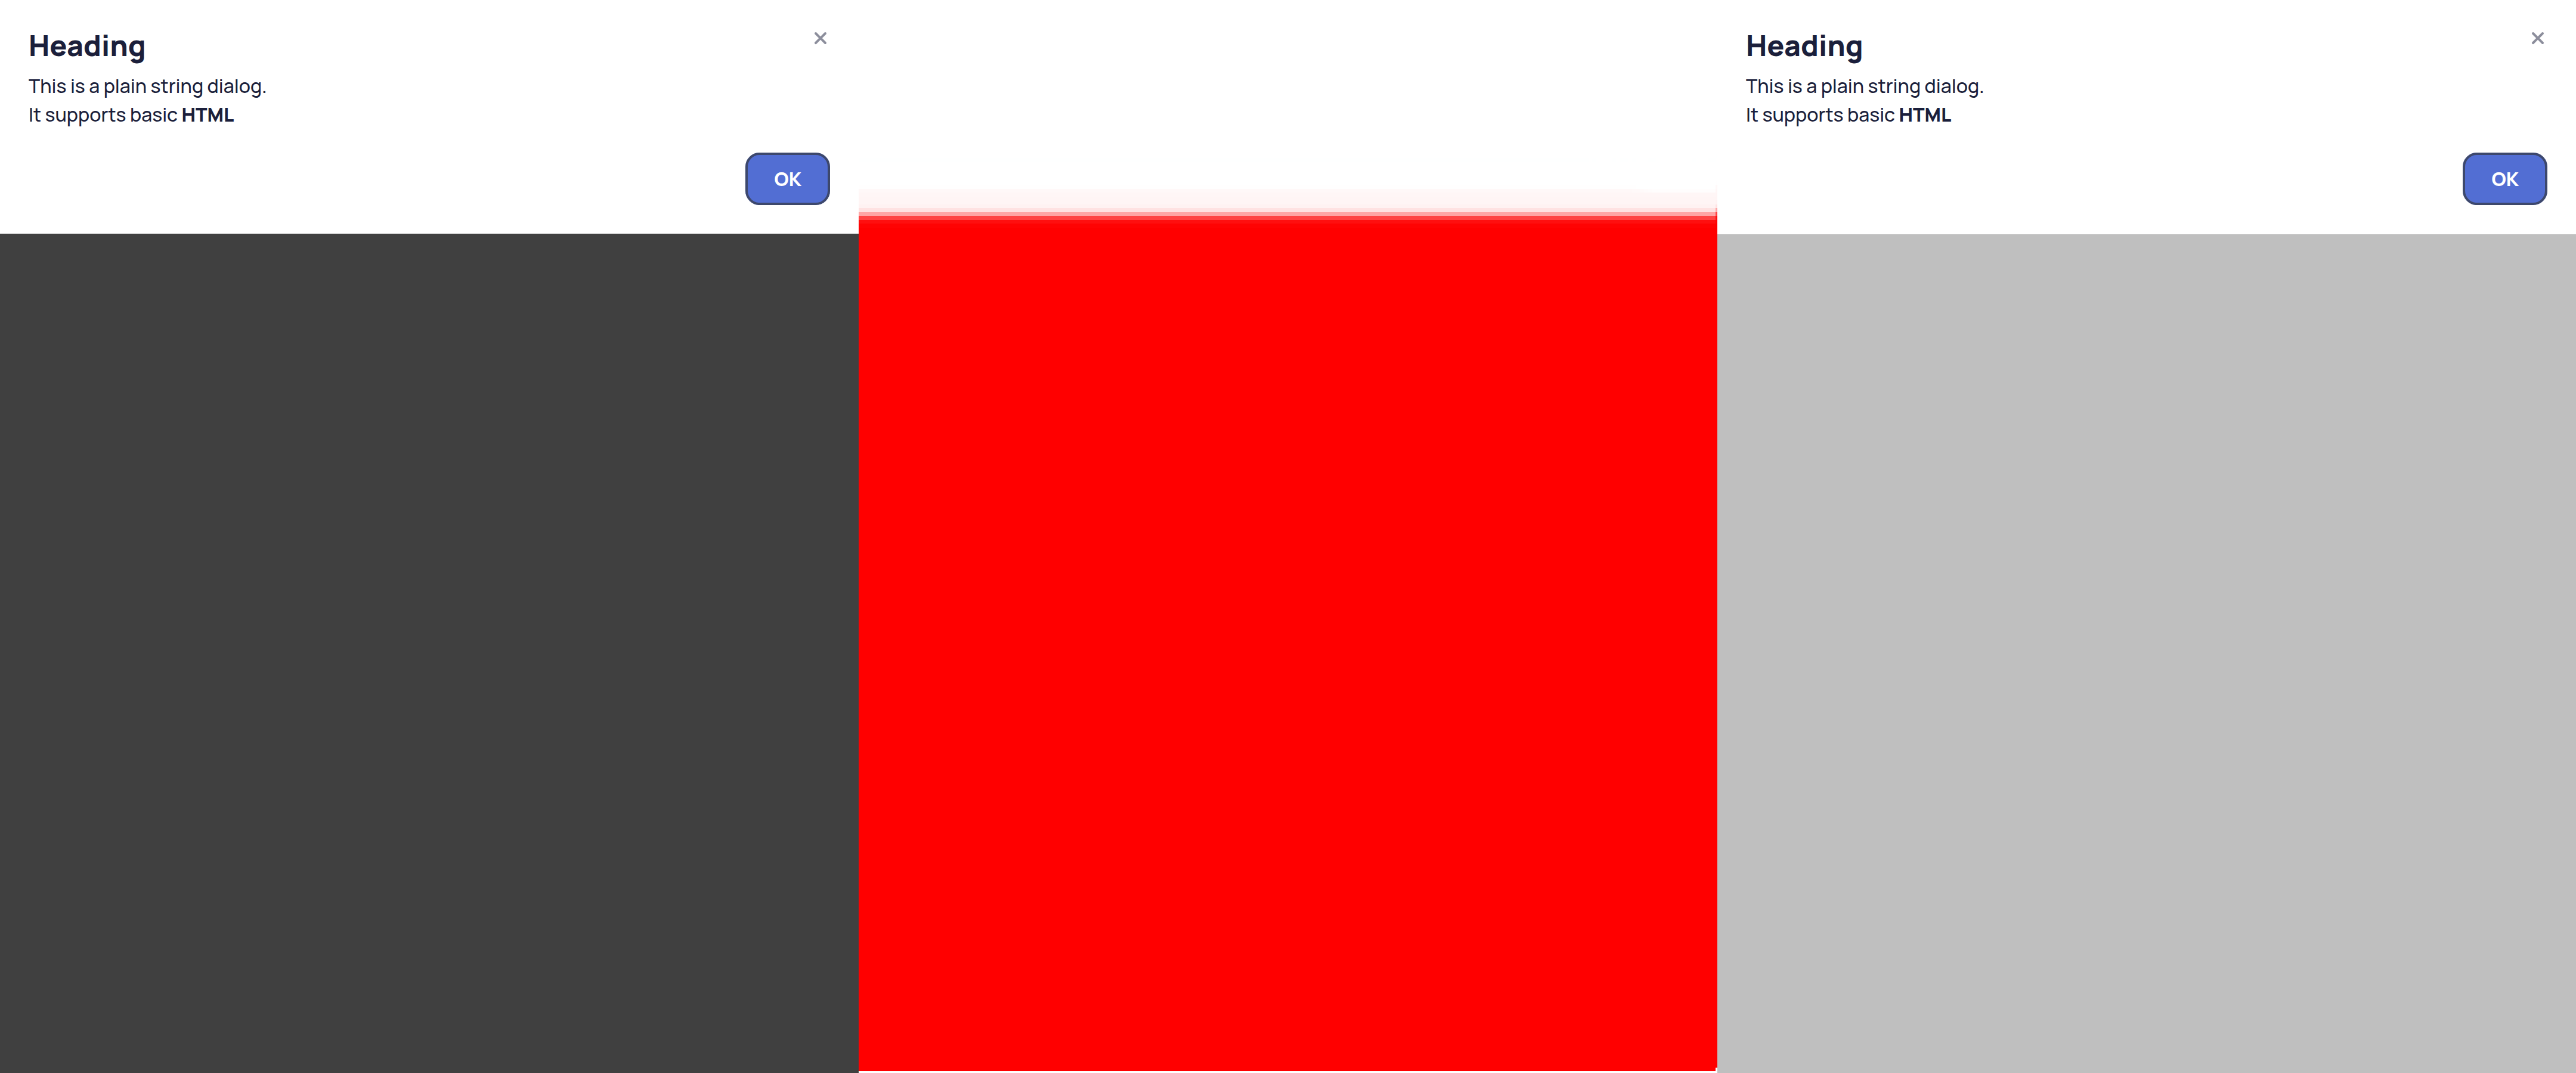 Heading
This is a plain string dialog.
It supports basic HTML
OK
Heading
This is a plain string dialog.
It supports basic HTML
OK